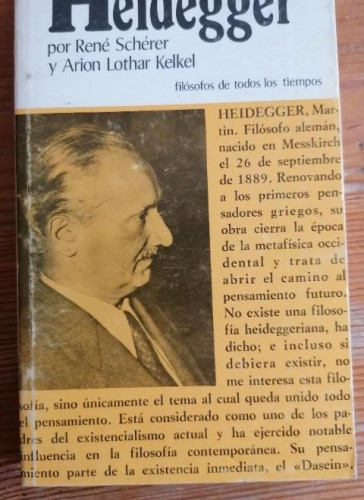 Heidegger
por René Schérer
y Arion Lothar Kelkel
filósofos de todos los tiempos
HEIDEGGER, Mar-
tin. Filósofo alemán,
nacido en Messkirch
el 26 de septiembre
de 1889. Renovando
a los primeros pen-
sadores griegos, su
obra cierra la época
de la metafísica occi-
dental y trata de
abrir el camino al
pensamiento futuro.
No existe una filoso-
fía heideggeriana, ha
dicho; e incluso si
debiera existir, no
me interesa esta filo-
sofía, sino únicamente el tema al cual queda unido todo
el pensamiento. Está considerado como uno de los pa-
dres del existencialismo actual y ha ejercido notable
influencia en la filosofía contemporánea. Su pensa-
miento parte de la existencia inmediata, el «Dasein».